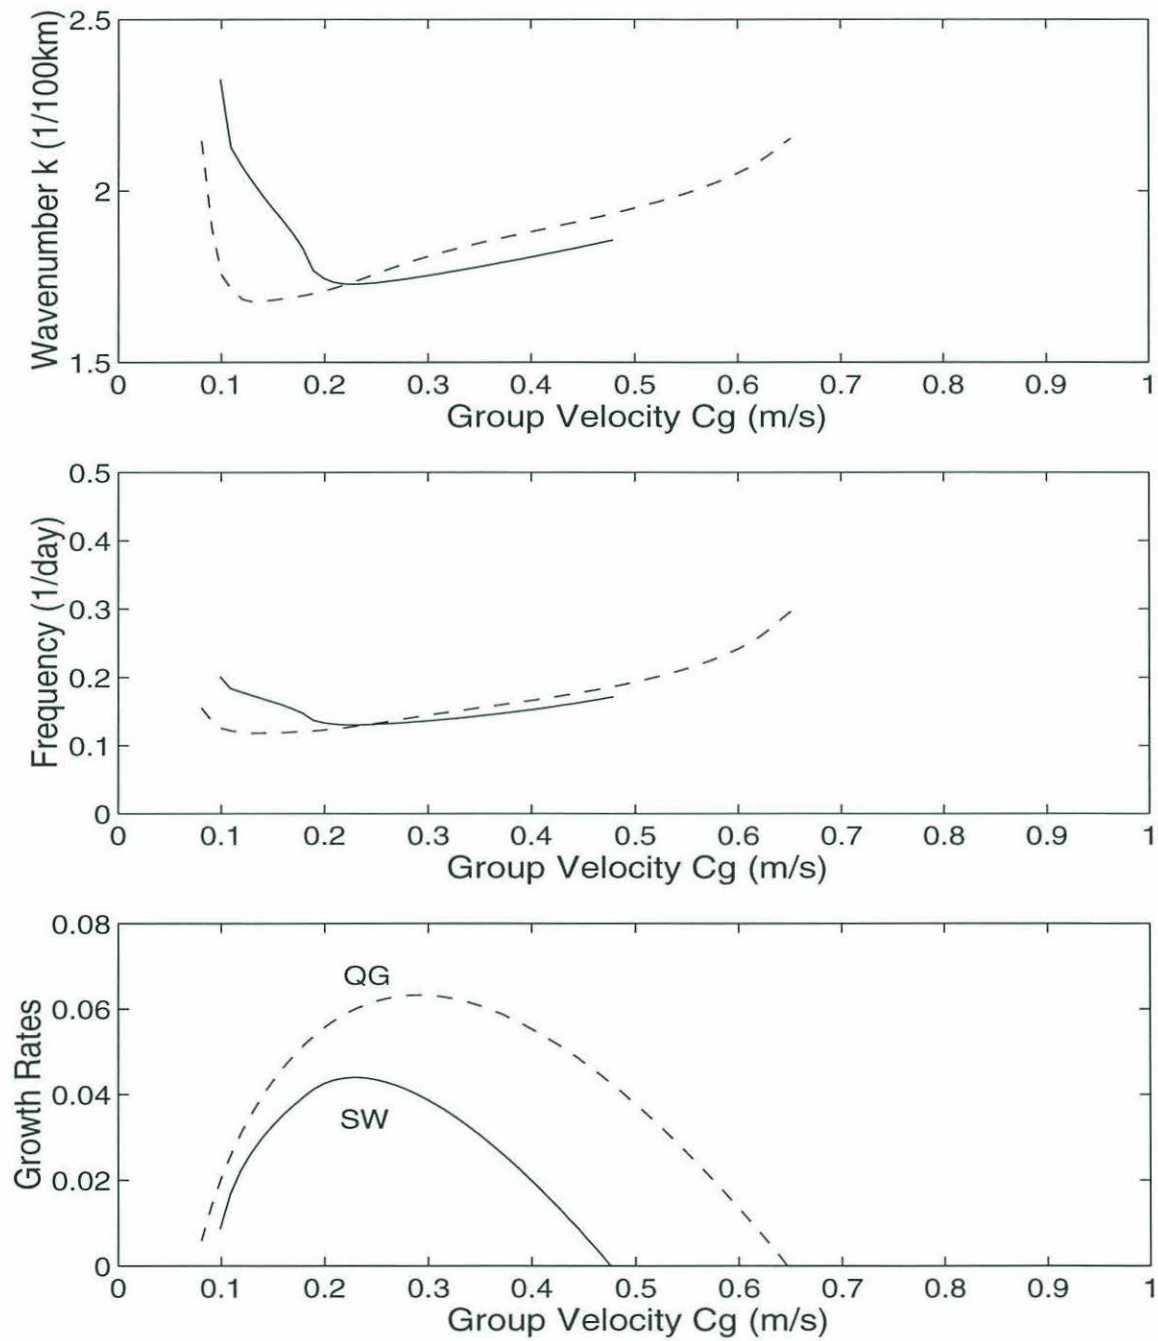 2.5
2
1.5
Wavenumber k (1/100km)
0 0.1 0.2 0.3 0.4 0.5 0.6 0.7 0.8 0.9 1
Group Velocity Cg (m/s)
0.5
0.4
0.3
0.2
0.1
0
Frequency (1/day)
0 0.1 0.2 0.3 0.4 0.5 0.6 0.7 0.8 0.9 1
Group Velocity Cg (m/s)
0.08
0.06
0.04
0.02
0
Growth Rates
QG
SW
0 0.1 0.2 0.3 0.4 0.5 0.6 0.7 0.8 0.9 1
Group Velocity Cg (m/s)